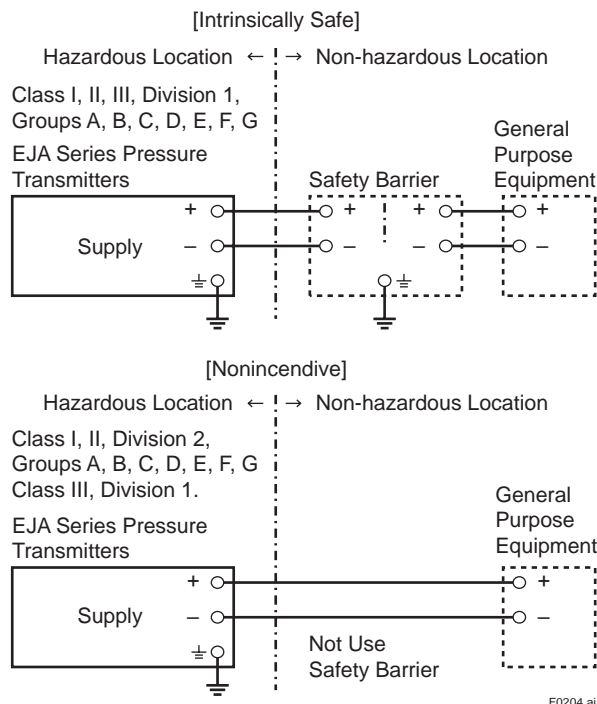 [Intrinsically Safe]
Hazardous Location ← → Non-hazardous Location
Class I, II, III, Division 1,
Groups A, B, C, D, E, F, G
EJA Series Pressure
Transmitters
Safety Barrier
General
Purpose
Equipment
+ + + +
Supply – – – –
[Nonincendive]
Hazardous Location ← → Non-hazardous Location
Class I, II, Division 2,
Groups A, B, C, D, E, F, G
Class III, Division 1.
EJA Series Pressure
Transmitters
General
Purpose
Equipment
+ +
Supply – –
Not Use
Safety Barrier
F0204.ai